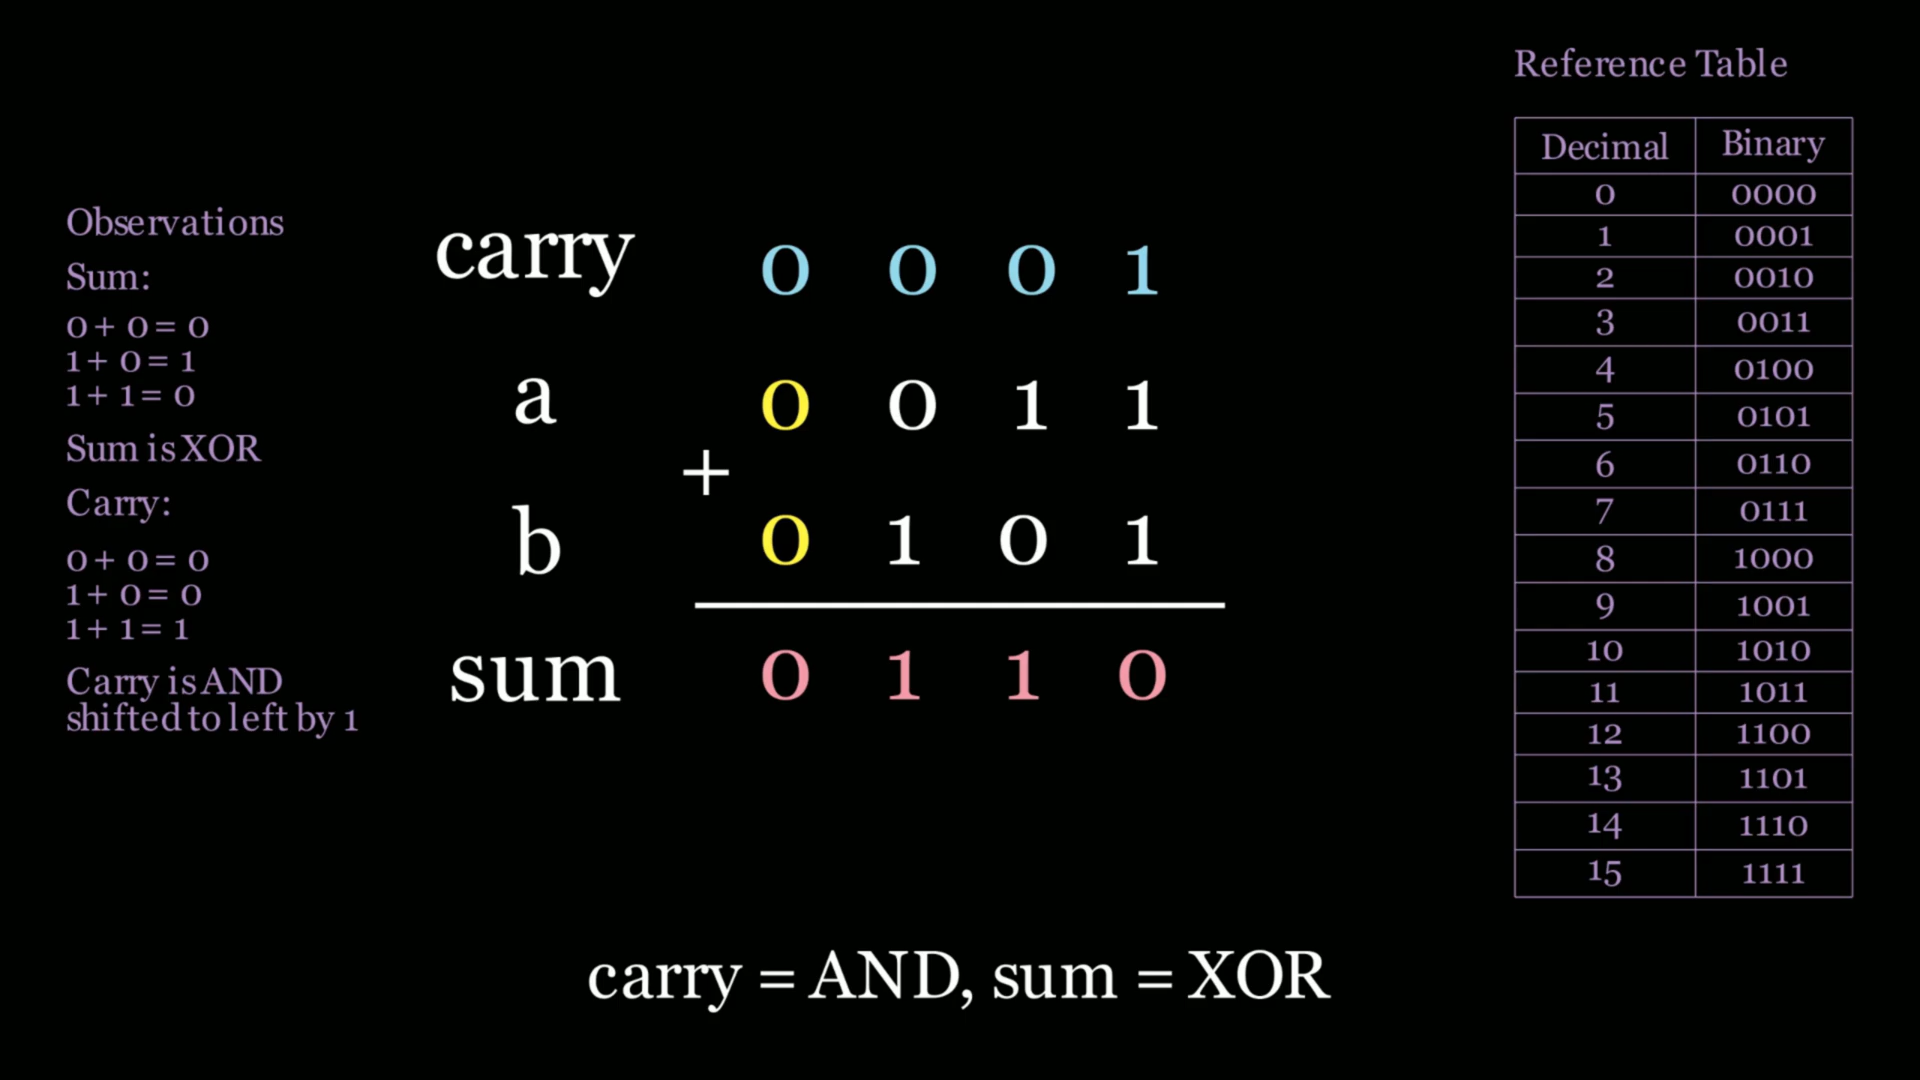 Observations
Sum:
0 + 0 = 0
1 + 0 = 1
1 + 1 = 0
Sum is XOR
Carry:
0 + 0 = 0
1 + 0 = 0
1 + 1 = 1
Carry is AND
shifted to left by 1
carry 0 0 0 1
a 0 0 1 1
+
b 0 1 0 1
sum 0 1 1 0
carry = AND, sum = XOR
Reference Table
Decimal Binary
0 0000
1 0001
2 0010
3 0011
4 0100
5 0101
6 0110
7 0111
8 1000
9 1001
10 1010
11 1011
12 1100
13 1101
14 1110
15 1111